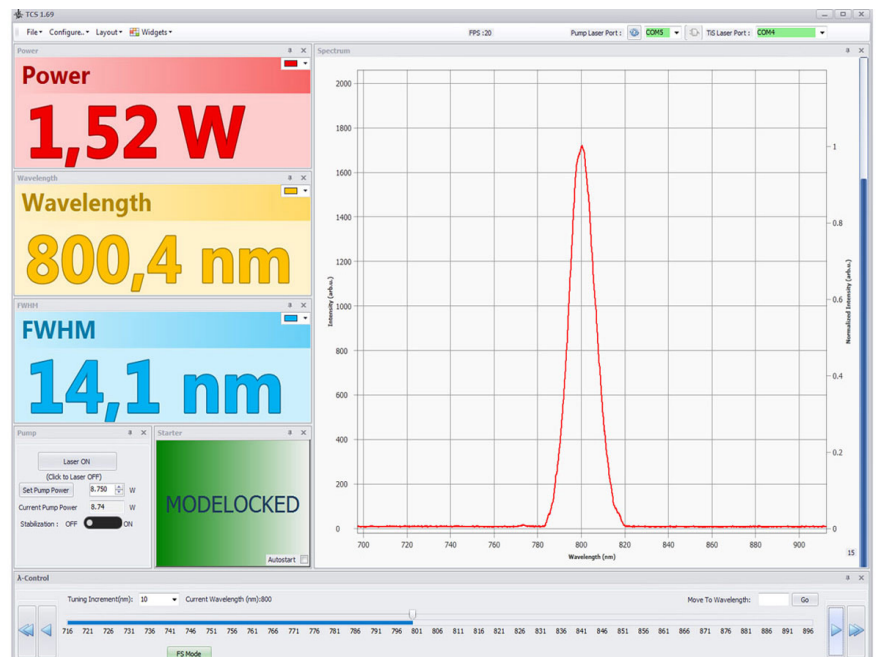 TCS 1.69
File Configure.. Layout Widgets FPS :20 Pump Laser Port : COM5 TiS Laser Port : COM4
Power
Power
1,52 W
Wavelength
Wavelength
800,4 nm
FWHM
FWHM
14,1 nm
Pump
Laser ON
(Click to Laser OFF)
Set Pump Power 8.750 W
Current Pump Power 8.74 W
Stabilization : OFF ON
Starter
MODELOCKED
Autostart
Spectrum
Intensity (arb.u.)
2000
1800
1600
1400
1200
1000
800
600
400
200
0
700 720 740 760 780 800 820 840 860 880 900
Wavelength (nm)
1
0.8
0.6
0.4
0.2
0
Normalized Intensity (arb.u.)
15
λ-Control
Tuning Increment(nm): 10 Current Wavelength (nm):800 Move To Wavelength: Go
716 721 726 731 736 741 746 751 756 761 766 771 776 781 786 791 796 801 806 811 816 821 826 831 836 841 846 851 856 861 866 871 876 881 886 891 896
FS Mode